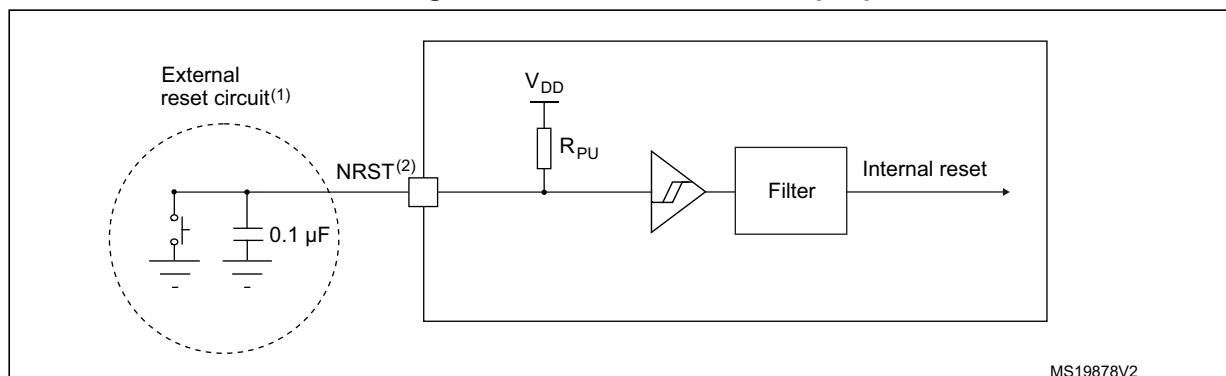 External
reset circuit(1)
VDD
RPU
NRST(2)
Filter
Internal reset
0.1 µF
MS19878V2